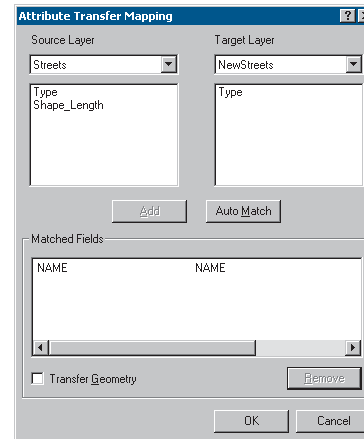 Attribute Transfer Mapping
Source Layer Target Layer
Streets NewStreets
Type Type
Shape_Length
Add Auto Match
Matched Fields
NAME NAME
Transfer Geometry Remove
OK Cancel